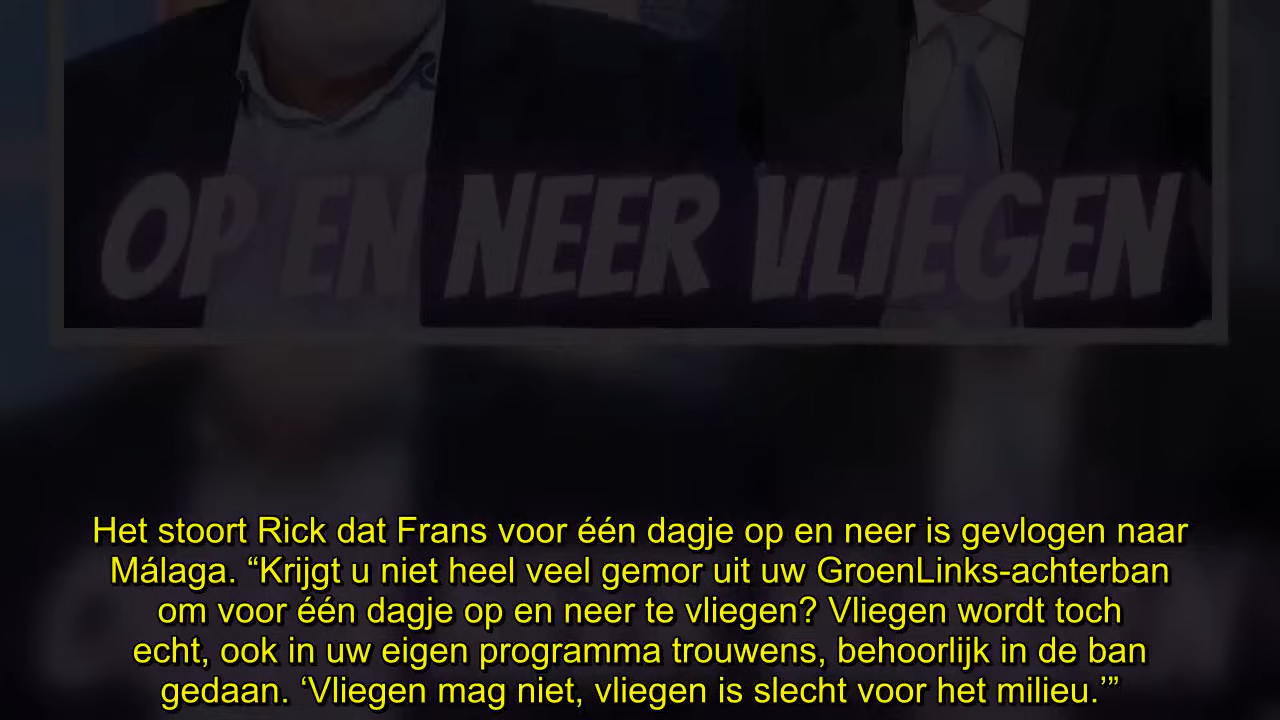 OP EN NEER VLIEGEN
Het stoort Rick dat Frans voor één dagje op en neer is gevlogen naar
Málaga. “Krijgt u niet heel veel gemor uit uw GroenLinks-achterban
om voor één dagje op en neer te vliegen? Vliegen wordt toch
echt, ook in uw eigen programma trouwens, behoorlijk in de ban
gedaan. ‘Vliegen mag niet, vliegen is slecht voor het milieu.’”